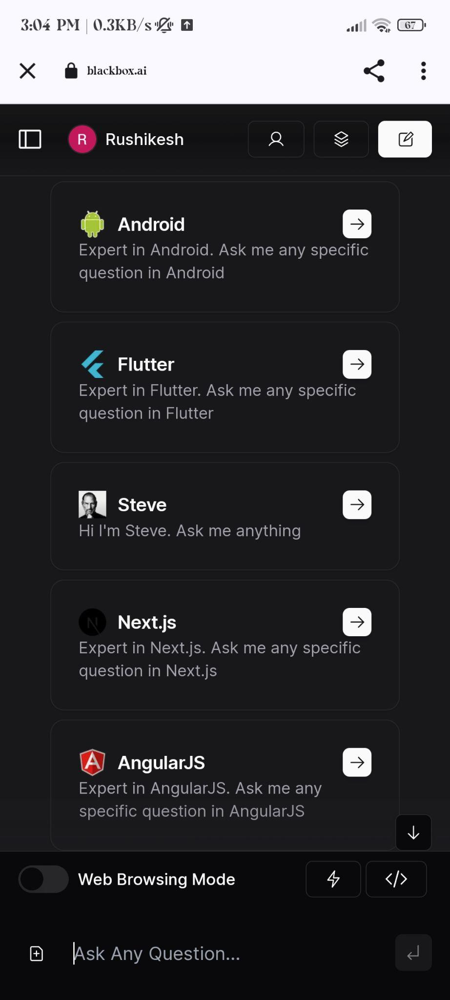 3:04 PM | 0.3KB/s
67
blackbox.ai
R Rushikesh
Android
Expert in Android. Ask me any specific
question in Android
Flutter
Expert in Flutter. Ask me any specific
question in Flutter
Steve
Hi I'm Steve. Ask me anything
N Next.js
Expert in Next.js. Ask me any specific
question in Next.js
A AngularJS
Expert in AngularJS. Ask me any
specific question in AngularJS
Web Browsing Mode
</>
Ask Any Question...